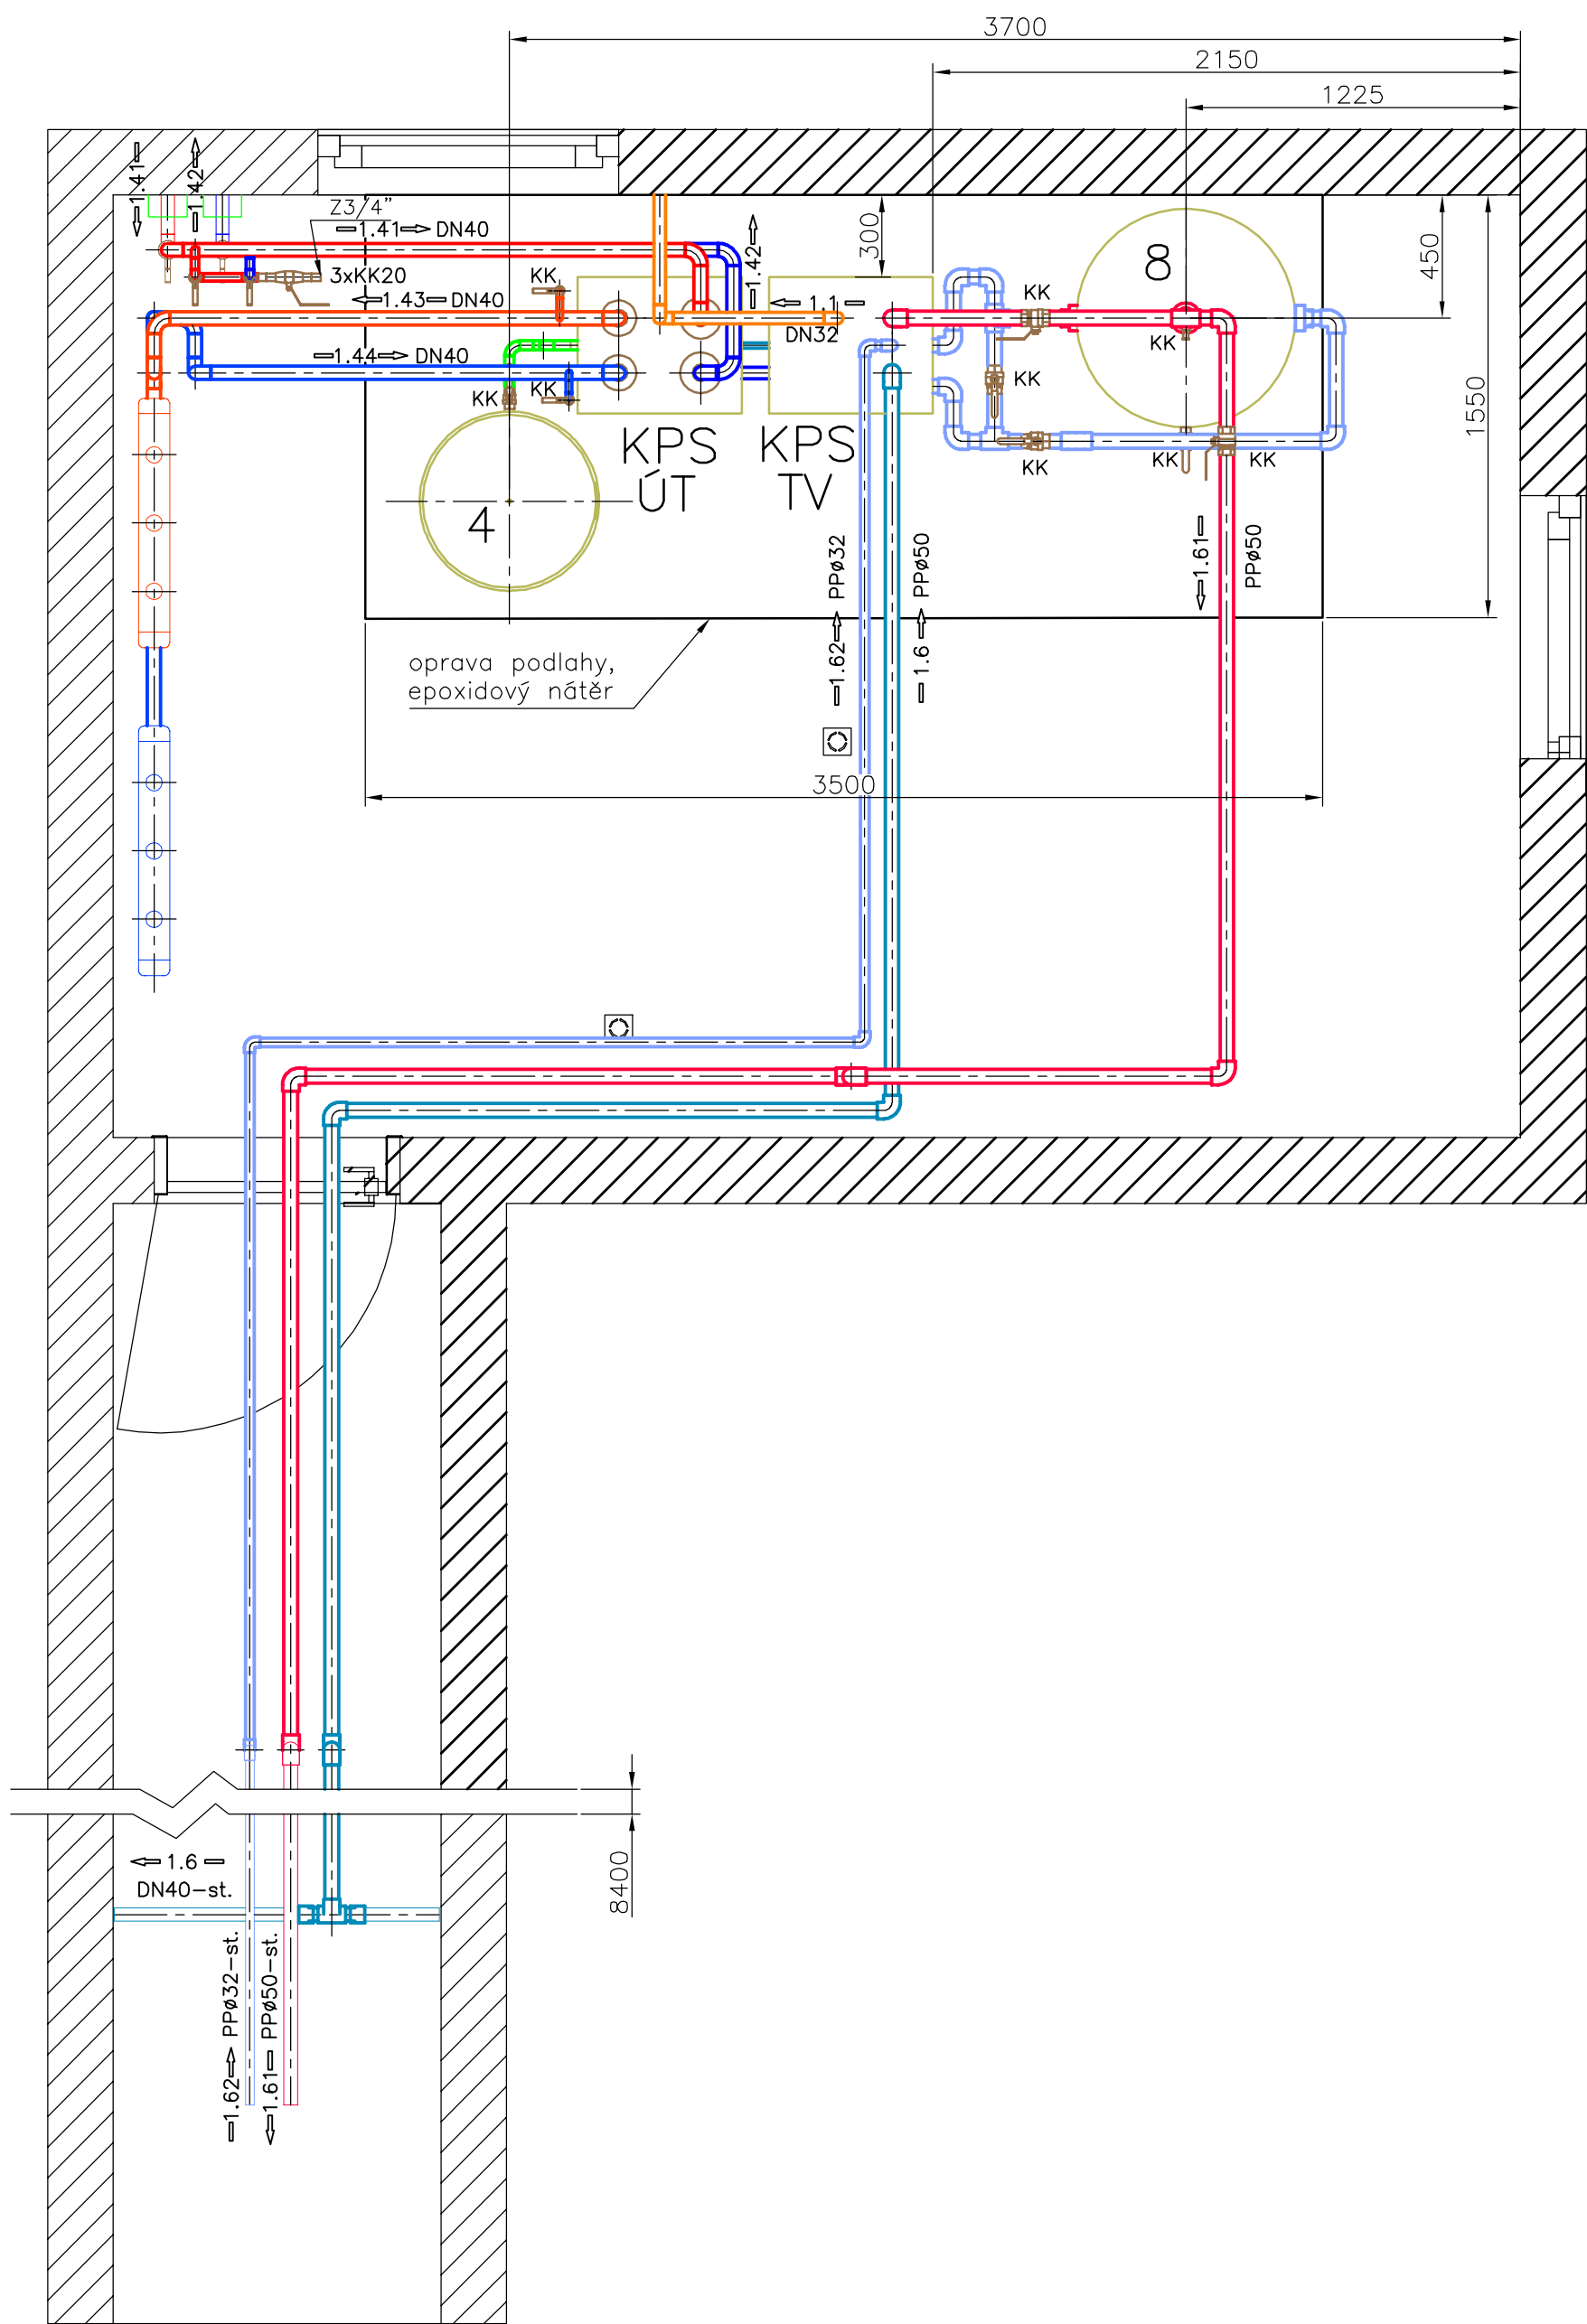 3700
2150
1225
1.41
1.42
Z3/4"
1.41 DN40
3xKK20
1.43 DN40
1.44 DN40
KK
KK
KK
1.42
300
1.1
DN32
8
KK
KK
KK
KK
KK
KK
450
1550
KPS
ÚT
KPS
TV
4
1.62 PPø32
1.6 PPø50
1.61
PPø50
oprava podlahy,
epoxidový nátěr
3500
1.6
DN40-st.
8400
1.62 PPø32-st.
1.61 PPø50-st.